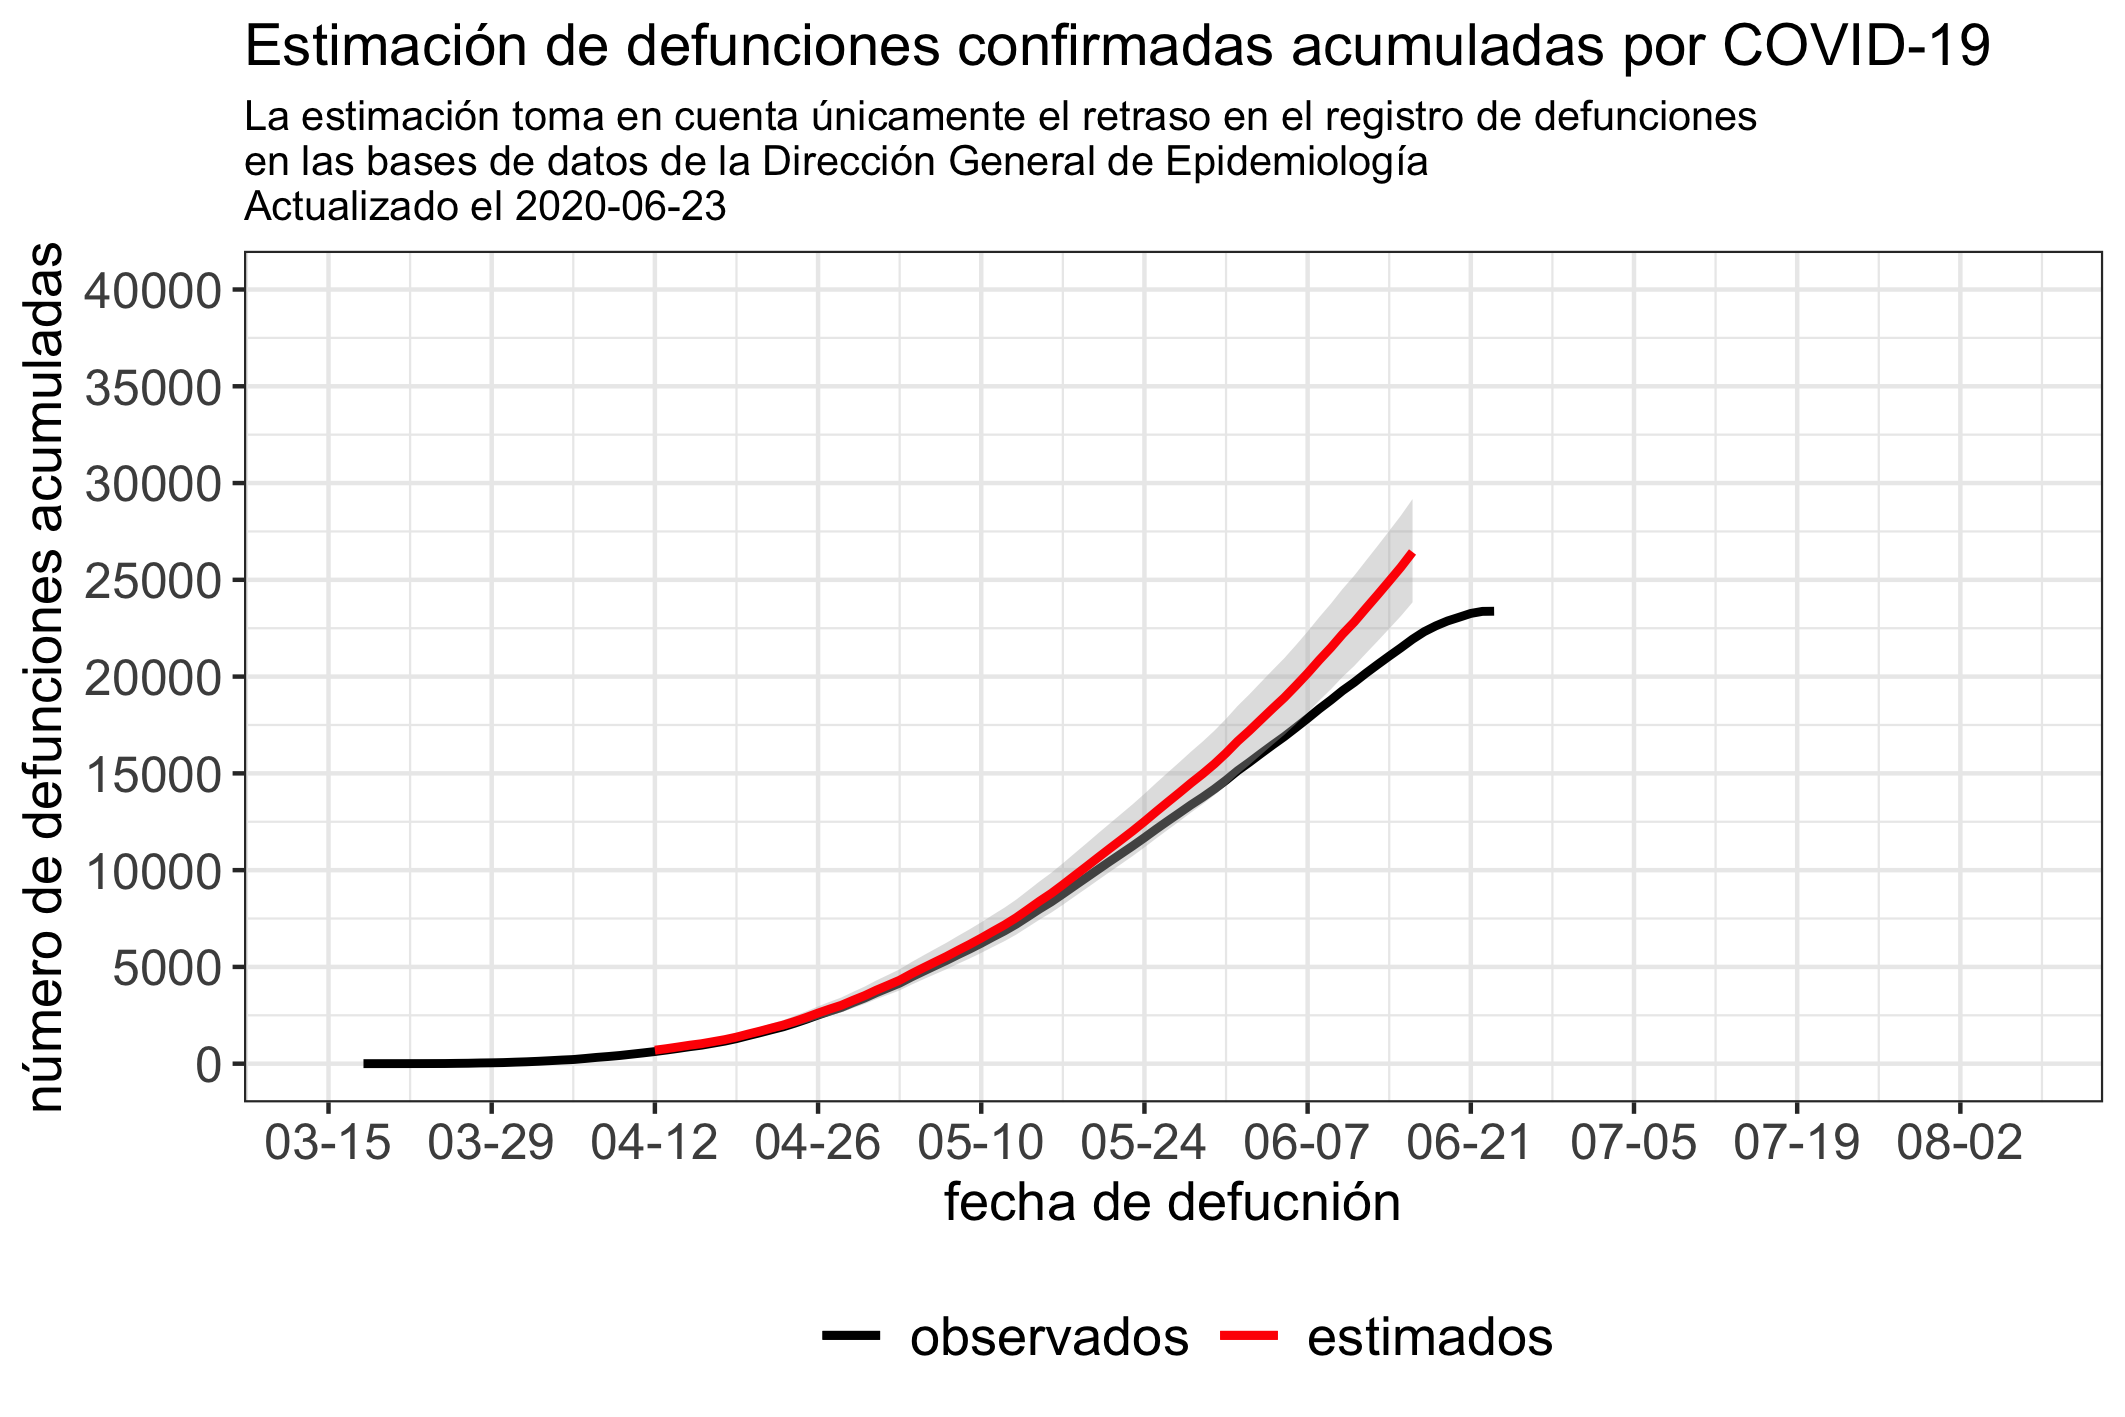 Estimación de defunciones confirmadas acumuladas por COVID-19
La estimación toma en cuenta únicamente el retraso en el registro de defunciones
en las bases de datos de la Dirección General de Epidemiología
Actualizado el 2020-06-23
número de defunciones acumuladas
40000
35000
30000
25000
20000
15000
10000
5000
0
03-15 03-29 04-12 04-26 05-10 05-24 06-07 06-21 07-05 07-19 08-02
fecha de defucnión
observados estimados